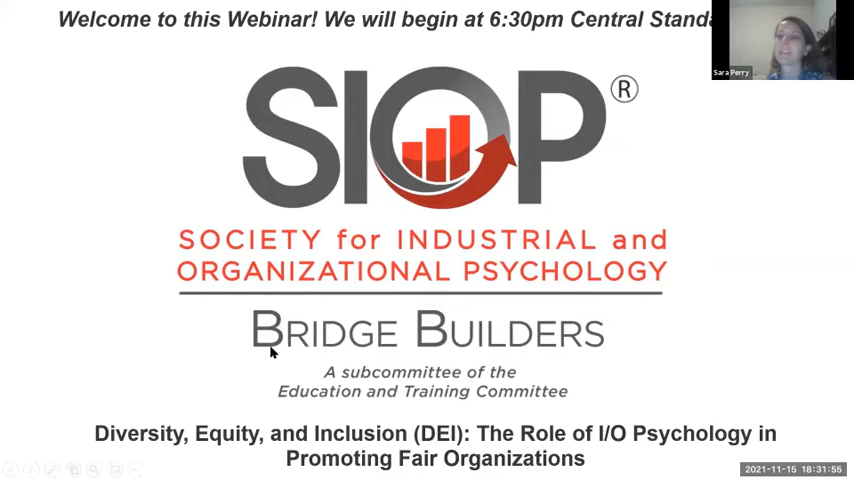 Welcome to this Webinar! We will begin at 6:30pm Central
Sara Perry
SIOP®
SOCIETY for INDUSTRIAL and
ORGANIZATIONAL PSYCHOLOGY
BRIDGE BUILDERS
A subcommittee of the
Education and Training Committee
Diversity, Equity, and Inclusion (DEI): The Role of I/O Psychology in
Promoting Fair Organizations
2021-11-15 18:31:55